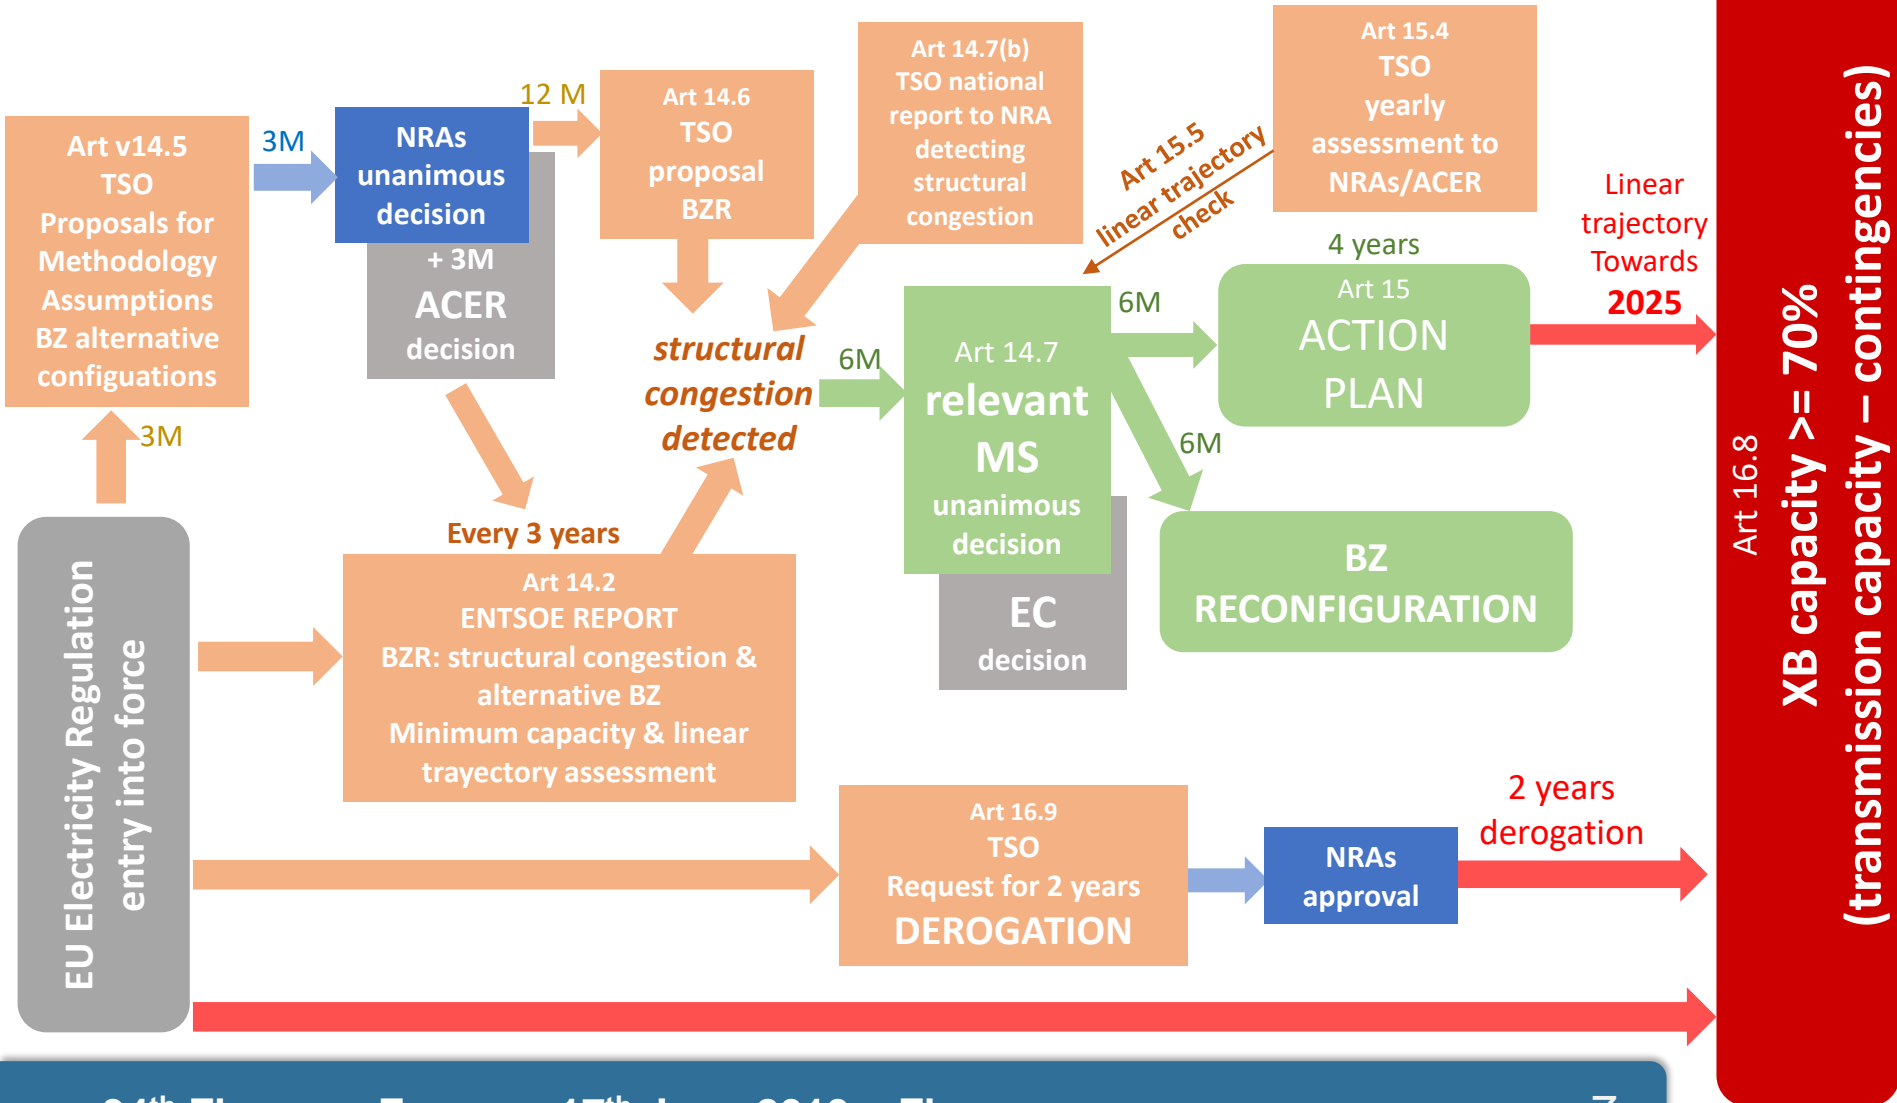 Art v14.5
TSO
Proposals for
Methodology
Assumptions
BZ alternative
configuations
3M
3M
NRAs
unanimous
decision
+ 3M
ACER
decision
12 M
Art 14.6
TSO
proposal
BZR
Art 14.7(b)
TSO national
report to NRA
detecting
structural
congestion
Art 15.4
TSO
yearly
assessment to
NRAs/ACER
Art 15.5
linear trajectory
check
structural
congestion
detected
6M
Art 14.7
relevant
MS
unanimous
decision
EC
decision
6M
6M
4 years
Art 15
ACTION
PLAN
BZ
RECONFIGURATION
Linear
trajectory
Towards
2025
Every 3 years
Art 14.2
ENTSOE REPORT
BZR: structural congestion &
alternative BZ
Minimum capacity & linear
trayectory assessment
EU Electricity Regulation
entry into force
Art 16.9
TSO
Request for 2 years
DEROGATION
NRAs
approval
2 years
derogation
Art 16.8
XB capacity >= 70%
(transmission capacity – contingencies)